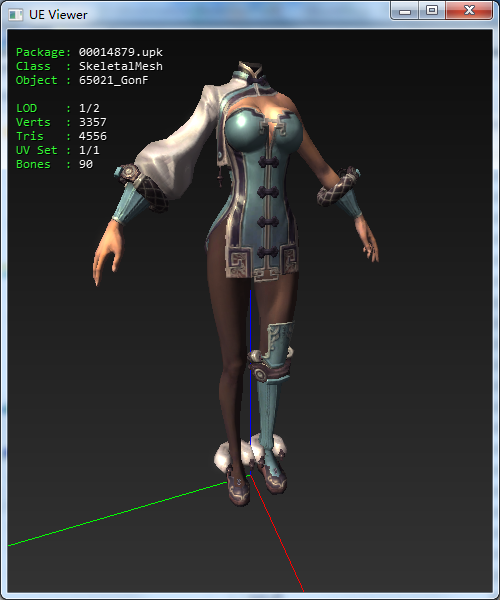 UE Viewer
Package: 00014879.upk
Class  : SkeletalMesh
Object : 65021_GonF
LOD    : 1/2
Verts  : 3357
Tris   : 4556
UV Set : 1/1
Bones  : 90